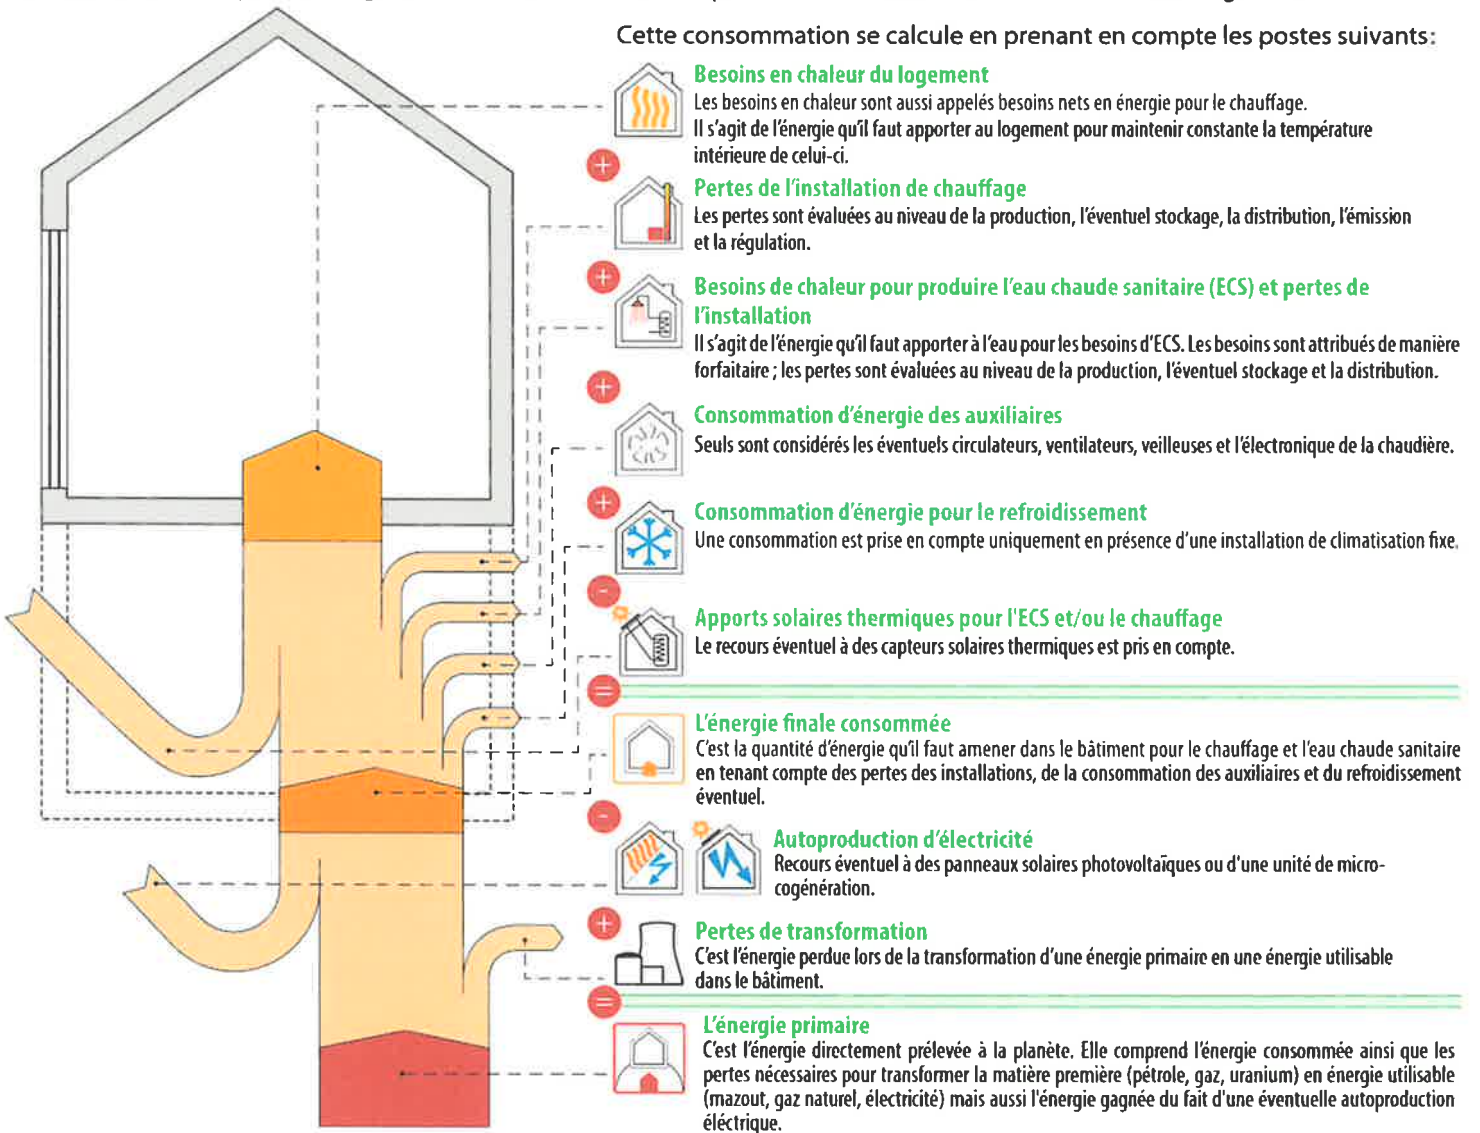 Cette consommation se calcule en prenant en compte les postes suivants:
Besoins en chaleur du logement
Les besoins en chaleur sont aussi appelés besoins nets en énergie pour le chauffage.
Il s'agit de l'énergie qu'il faut apporter au logement pour maintenir constante la température
intérieure de celui-ci.
+
Pertes de l'installation de chauffage
Les pertes sont évaluées au niveau de la production, l'éventuel stockage, la distribution, l'émission
et la régulation.
+
Besoins de chaleur pour produire l'eau chaude sanitaire (ECS) et pertes de
l'installation
Il s'agit de l'énergie qu'il faut apporter à l'eau pour les besoins d'ECS. Les besoins sont attribués de manière
forfaitaire ; les pertes sont évaluées au niveau de la production, l'éventuel stockage et la distribution.
+
Consommation d'énergie des auxiliaires
Seuls sont considérés les éventuels circulateurs, ventilateurs, veilleuses et l'électronique de la chaudière.
+
Consommation d'énergie pour le refroidissement
Une consommation est prise en compte uniquement en présence d'une installation de climatisation fixe.
-
Apports solaires thermiques pour l'ECS et/ou le chauffage
Le recours éventuel à des capteurs solaires thermiques est pris en compte.
=
L'énergie finale consommée
C'est la quantité d'énergie qu'il faut amener dans le bâtiment pour le chauffage et l'eau chaude sanitaire
en tenant compte des pertes des installations, de la consommation des auxiliaires et du refroidissement
éventuel.
-
Autoproduction d'électricité
Recours éventuel à des panneaux solaires photovoltaïques ou d'une unité de micro-
cogénération.
+
Pertes de transformation
C'est l'énergie perdue lors de la transformation d'une énergie primaire en une énergie utilisable
dans le bâtiment.
=
L'énergie primaire
C'est l'énergie directement prélevée à la planète. Elle comprend l'énergie consommée ainsi que les
pertes nécessaires pour transformer la matière première (pétrole, gaz, uranium) en énergie utilisable
(mazout, gaz naturel, électricité) mais aussi l'énergie gagnée du fait d'une éventuelle autoproduction
éléctrique.